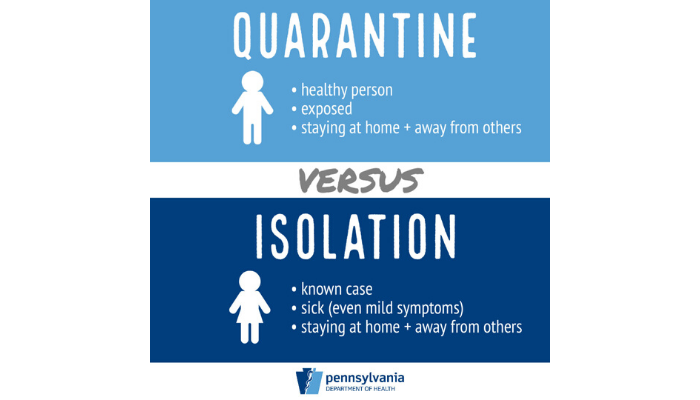 QUARANTINE
• healthy person
• exposed
• staying at home + away from others
VERSUS
ISOLATION
• known case
• sick (even mild symptoms)
• staying at home + away from others
pennsylvania
DEPARTMENT OF HEALTH